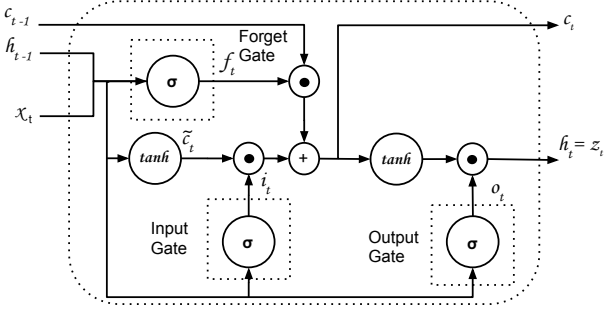 c_{t-1}
c_t
h_{t-1}
Forget
Gate
f_t
σ
x_t
tanh
c̃_t
+
tanh
h_t = z_t
i_t
o_t
Input
Gate
σ
Output
Gate
σ